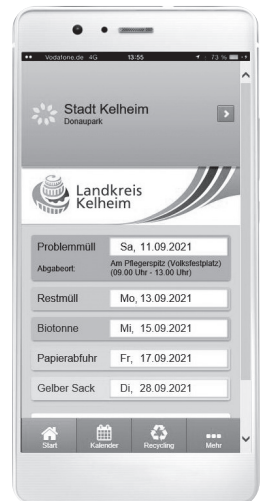 Vodafone.de 4G 13:55 73 %
Stadt Kelheim
Donaupark
Landkreis
Kelheim
Problemmüll Sa, 11.09.2021
Abgabeort: Am Pflegerspitz (Volksfestplatz)
(09.00 Uhr - 13.00 Uhr)
Restmüll Mo, 13.09.2021
Biotonne Mi, 15.09.2021
Papierabfuhr Fr, 17.09.2021
Gelber Sack Di, 28.09.2021
Start Kalender Recycling Mehr